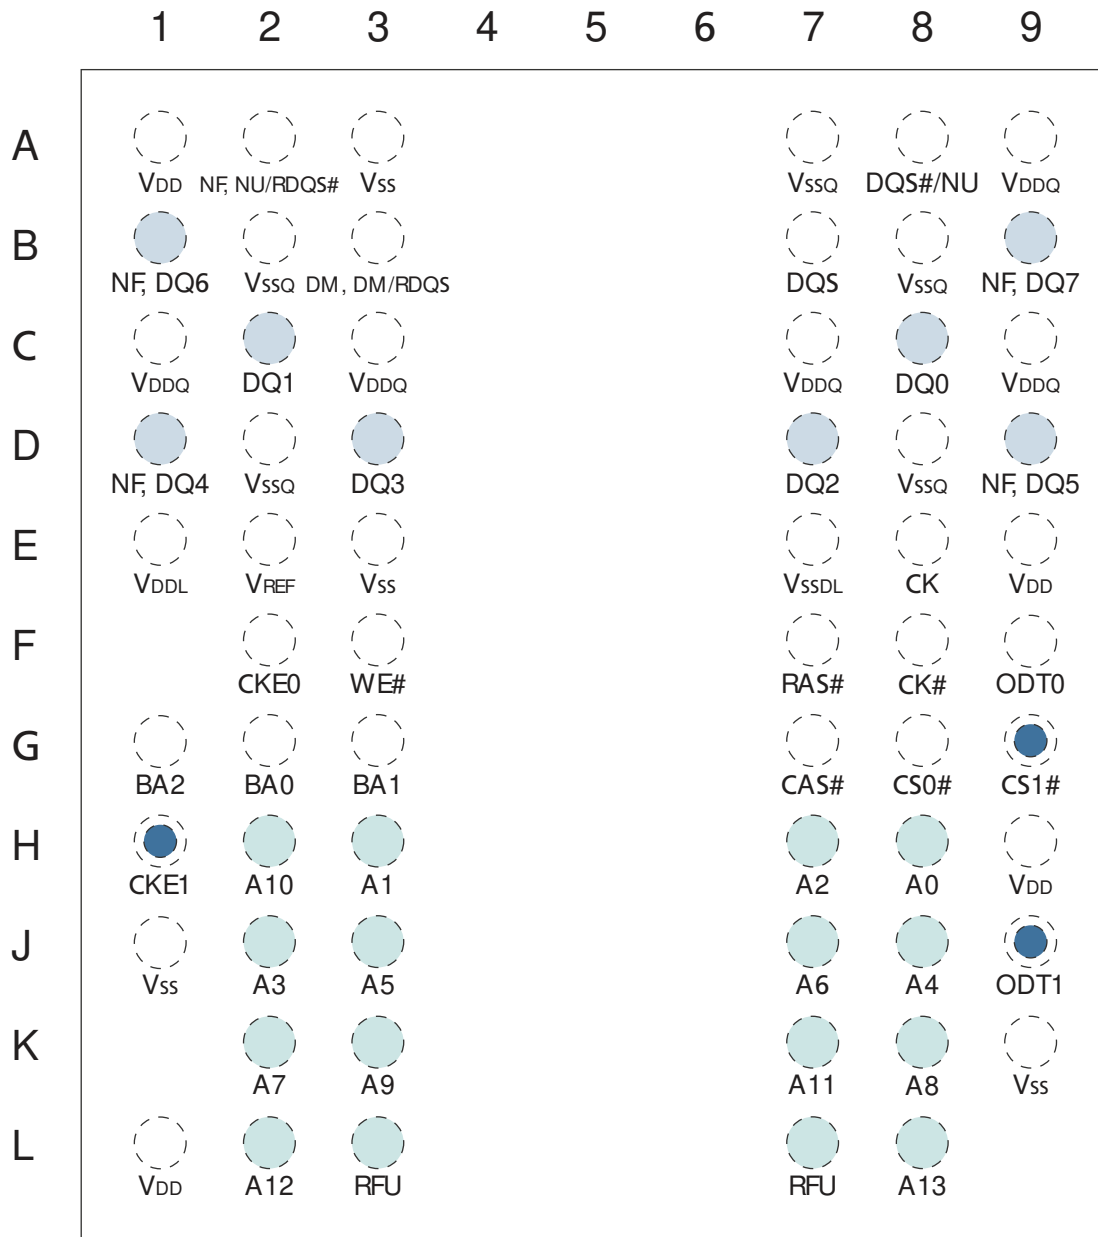 1 2 3 4 5 6 7 8 9
A
VDD NF, NU/RDQS# VSS VSSQ DQS#/NU VDDQ
B
NF, DQ6 VSSQ DM, DM/RDQS DQS VSSQ NF, DQ7
C
VDDQ DQ1 VDDQ VDDQ DQ0 VDDQ
D
NF, DQ4 VSSQ DQ3 DQ2 VSSQ NF, DQ5
E
VDDL VREF VSS VSSDL CK VDD
F
CKE0 WE# RAS# CK# ODT0
G
BA2 BA0 BA1 CAS# CS0# CS1#
H
CKE1 A10 A1 A2 A0 VDD
J
VSS A3 A5 A6 A4 ODT1
K
A7 A9 A11 A8 VSS
L
VDD A12 RFU RFU A13